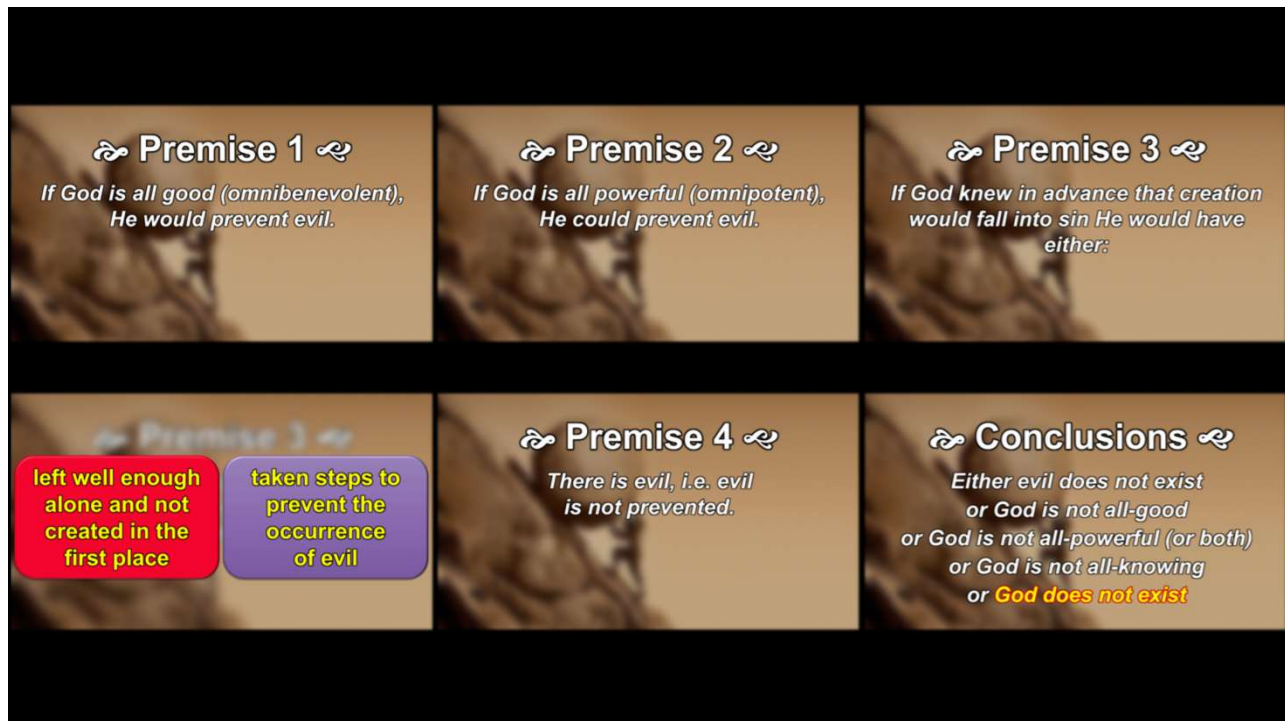 Premise 1
If God is all good (omnibenevolent),
He would prevent evil.
Premise 2
If God is all powerful (omnipotent),
He could prevent evil.
Premise 3
If God knew in advance that creation
would fall into sin He would have
either:
Premise 3
left well enough
alone and not
created in the
first place
taken steps to
prevent the
occurrence
of evil
Premise 4
There is evil, i.e. evil
is not prevented.
Conclusions
Either evil does not exist
or God is not all-good
or God is not all-powerful (or both)
or God is not all-knowing
or God does not exist